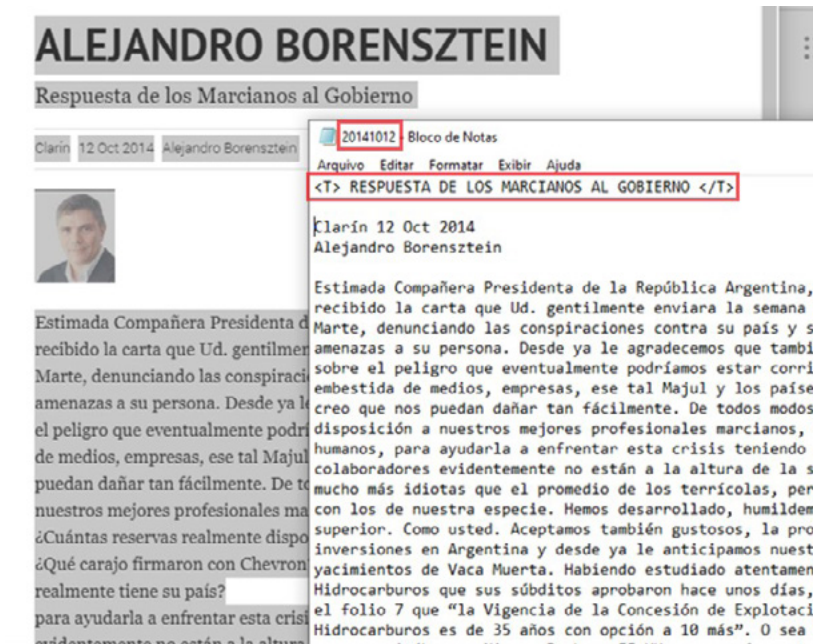 ALEJANDRO BORENSZTEIN
Respuesta de los Marcianos al Gobierno
Clarín 12 Oct 2014 Alejandro Borensztein
Estimada Compañera Presidenta d
recibido la carta que Ud. gentilmen
Marte, denunciando las conspiraci
amenazas a su persona. Desde ya le
el peligro que eventualmente podrí
de medios, empresas, ese tal Majul
puedan dañar tan fácilmente. De to
nuestros mejores profesionales ma
¿Cuántas reservas realmente dispo
¿Qué carajo firmaron con Chevron
realmente tiene su país?
para ayudarla a enfrentar esta crisi
evidentemente no están a la altura
20141012 - Bloco de Notas
Arquivo Editar Formatar Exibir Ajuda
<T> RESPUESTA DE LOS MARCIANOS AL GOBIERNO </T>
Clarín 12 Oct 2014
Alejandro Borensztein
Estimada Compañera Presidenta de la República Argentina,
recibido la carta que Ud. gentilmente enviara la semana
Marte, denunciando las conspiraciones contra su país y s
amenazas a su persona. Desde ya le agradecemos que tambi
sobre el peligro que eventualmente podríamos estar corri
embestida de medios, empresas, ese tal Majul y los paíse
creo que nos puedan dañar tan fácilmente. De todos modos
disposición a nuestros mejores profesionales marcianos,
humanos, para ayudarla a enfrentar esta crisis teniendo
colaboradores evidentemente no están a la altura de la s
mucho más idiotas que el promedio de los terrícolas, per
con los de nuestra especie. Hemos desarrollado, humildem
superior. Como usted. Aceptamos también gustosos, la pro
inversiones en Argentina y desde ya le anticipamos nuest
yacimientos de Vaca Muerta. Habiendo estudiado atentamen
Hidrocarburos que sus súbditos aprobaron hace unos días,
el folio 7 que “la Vigencia de la Concesión de Explotaci
Hidrocarburos es de 35 años con opción a 10 más”. O sea